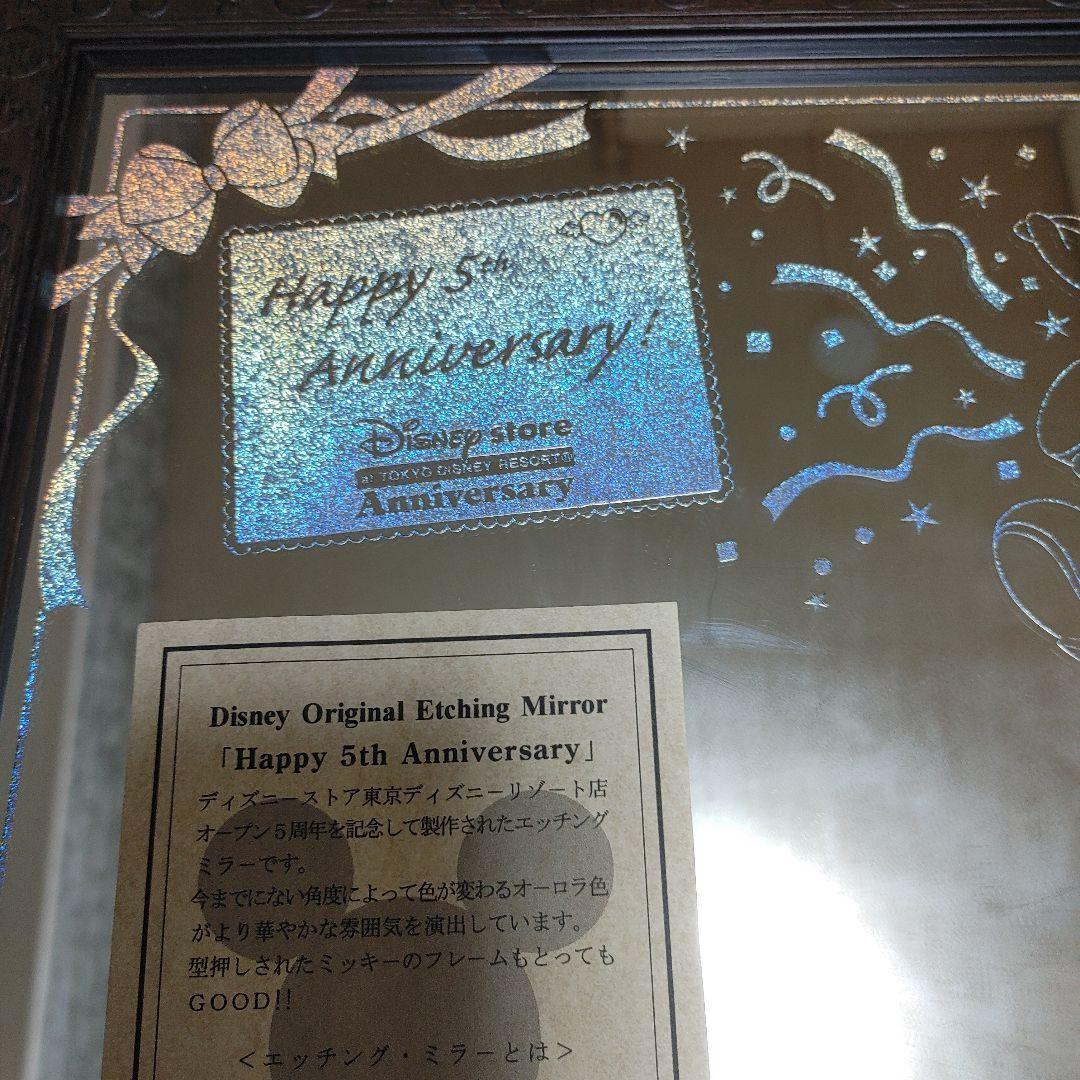 Happy 5th
Anniversary!
Disney store
at TOKYO DISNEY RESORT®
Anniversary
Disney Original Etching Mirror
「Happy 5th Anniversary」
ディズニーストア東京ディズニーリゾート店
オープン5周年を記念して製作されたエッチング
ミラーです。
今までにない角度によって色が変わるオーロラ色
がより華やかな雰囲気を演出しています。
型押しされたミッキーのフレームもとっても
GOOD!!
＜エッチング・ミラーとは＞